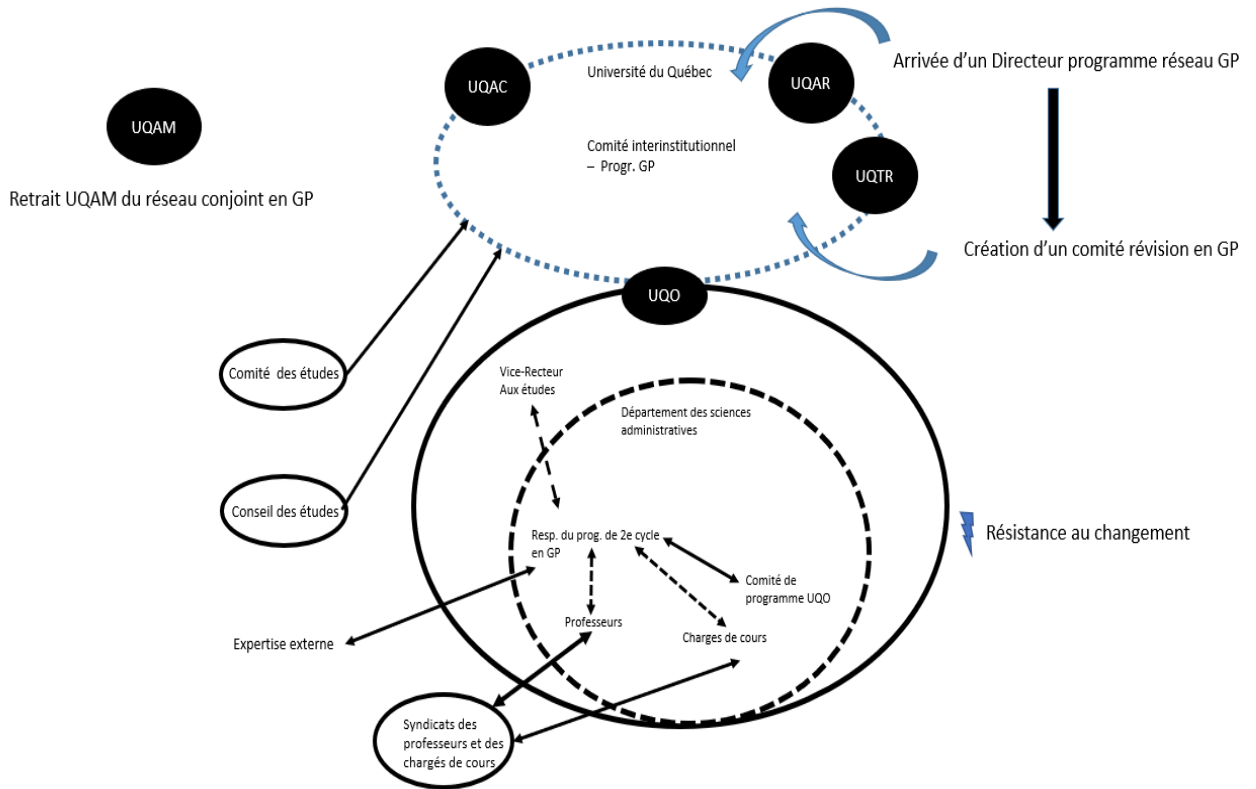 Université du Québec
UQAC
UQAR
Arrivée d'un Directeur programme réseau GP
UQAM
Comité interinstitutionnel
– Progr. GP
UQTR
Retrait UQAM du réseau conjoint en GP
Création d'un comité révision en GP
UQO
Comité des études
Vice-Recteur
Aux études
Département des sciences
administratives
Conseil des études
Resp. du prog. de 2e cycle
en GP
Résistance au changement
Comité de
programme UQO
Professeurs
Charges de cours
Expertise externe
Syndicats des
professeurs et des
chargés de cours